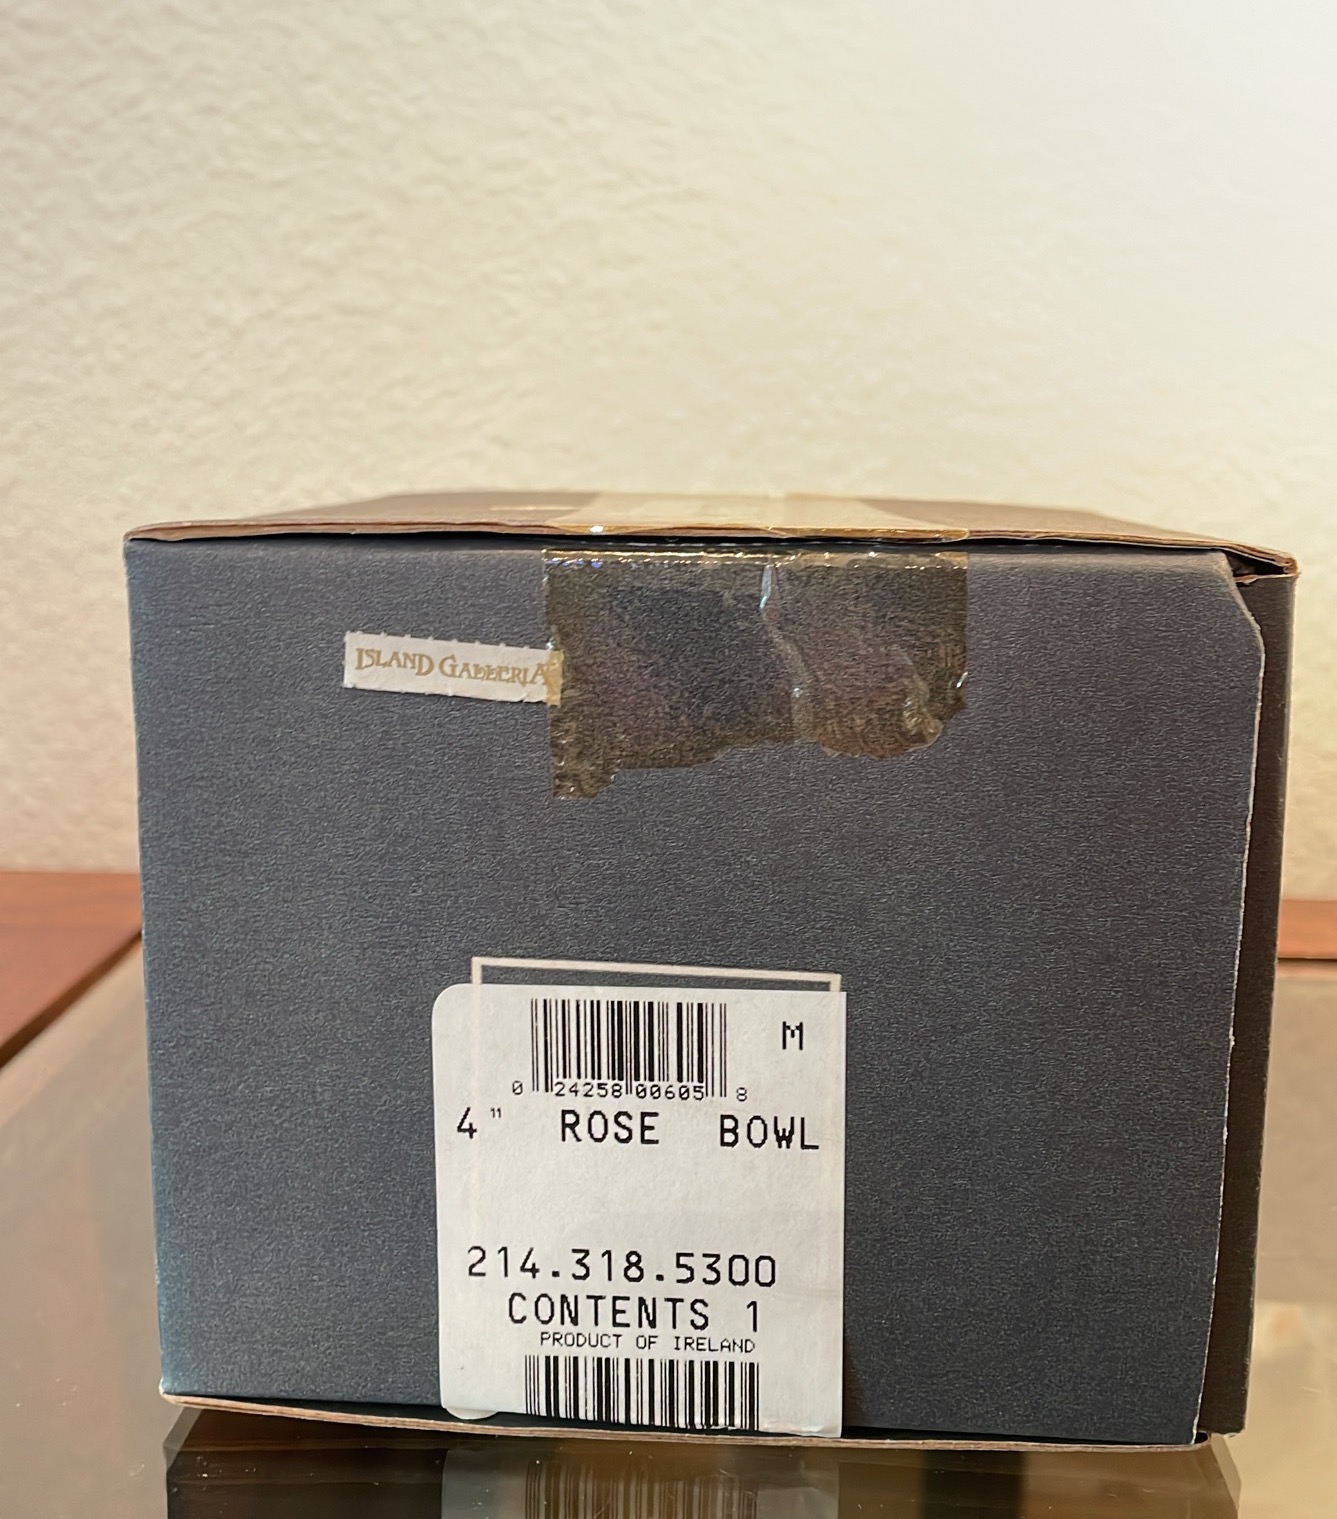 ISLAND GALLERIA
M
0 24258 00605 8
4" ROSE BOWL
214.318.5300
CONTENTS 1
PRODUCT OF IRELAND